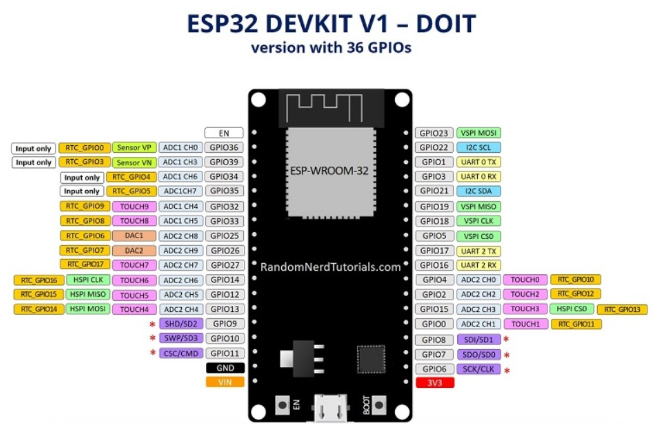 ESP32 DEVKIT V1 – DOIT
version with 36 GPIOs
EN
GPIO23 VSPI MOSI
Input only RTC_GPIO0 Sensor VP ADC1 CH0 GPIO36
GPIO22 I2C SCL
Input only RTC_GPIO3 Sensor VN ADC1 CH3 GPIO39
GPIO1 UART 0 TX
Input only RTC_GPIO4 ADC1 CH6 GPIO34
GPIO3 UART 0 RX
Input only RTC_GPIO5 ADC1CH7 GPIO35
GPIO21 I2C SDA
RTC_GPIO9 TOUCH9 ADC1 CH4 GPIO32
GPIO19 VSPI MISO
RTC_GPIO8 TOUCH8 ADC1 CH5 GPIO33
GPIO18 VSPI CLK
RTC_GPIO6 DAC1 ADC2 CH8 GPIO25
GPIO5 VSPI CS0
RTC_GPIO7 DAC2 ADC2 CH9 GPIO26
GPIO17 UART 2 TX
RTC_GPIO17 TOUCH7 ADC2 CH7 GPIO27
GPIO16 UART 2 RX
RTC_GPIO16 HSPI CLK TOUCH6 ADC2 CH6 GPIO14 GPIO4 ADC2 CH0 TOUCH0 RTC_GPIO10
RTC_GPIO15 HSPI MISO TOUCH5 ADC2 CH5 GPIO12
GPIO2 ADC2 CH2 TOUCH2 RTC_GPIO12
RTC_GPIO14 HSPI MOSI TOUCH4 ADC2 CH4 GPIO13
GPIO15 ADC2 CH3 TOUCH3 HSPI CS0 RTC_GPIO13
* SHD/SD2 GPIO9
GPIO0 ADC2 CH1 TOUCH1 RTC_GPIO11
* SWP/SD3 GPIO10
GPIO8 SDI/SD1 *
* CSC/CMD GPIO11
GPIO7 SDO/SD0 *
GND
GPIO6 SCK/CLK *
VIN
3V3
ESP-WROOM-32
RandomNerdTutorials.com
EN
BOOT